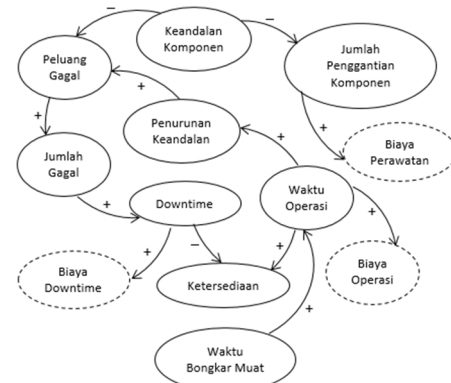 Keandalan
Komponen
−
−
Peluang
Gagal
Jumlah
Penggantian
Komponen
+
+
Penurunan
Keandalan
+
+
Biaya
Perawatan
Jumlah
Gagal
+
Downtime
Waktu
Operasi
+
+
−
+
Biaya
Downtime
Ketersediaan
Biaya
Operasi
+
Waktu
Bongkar Muat